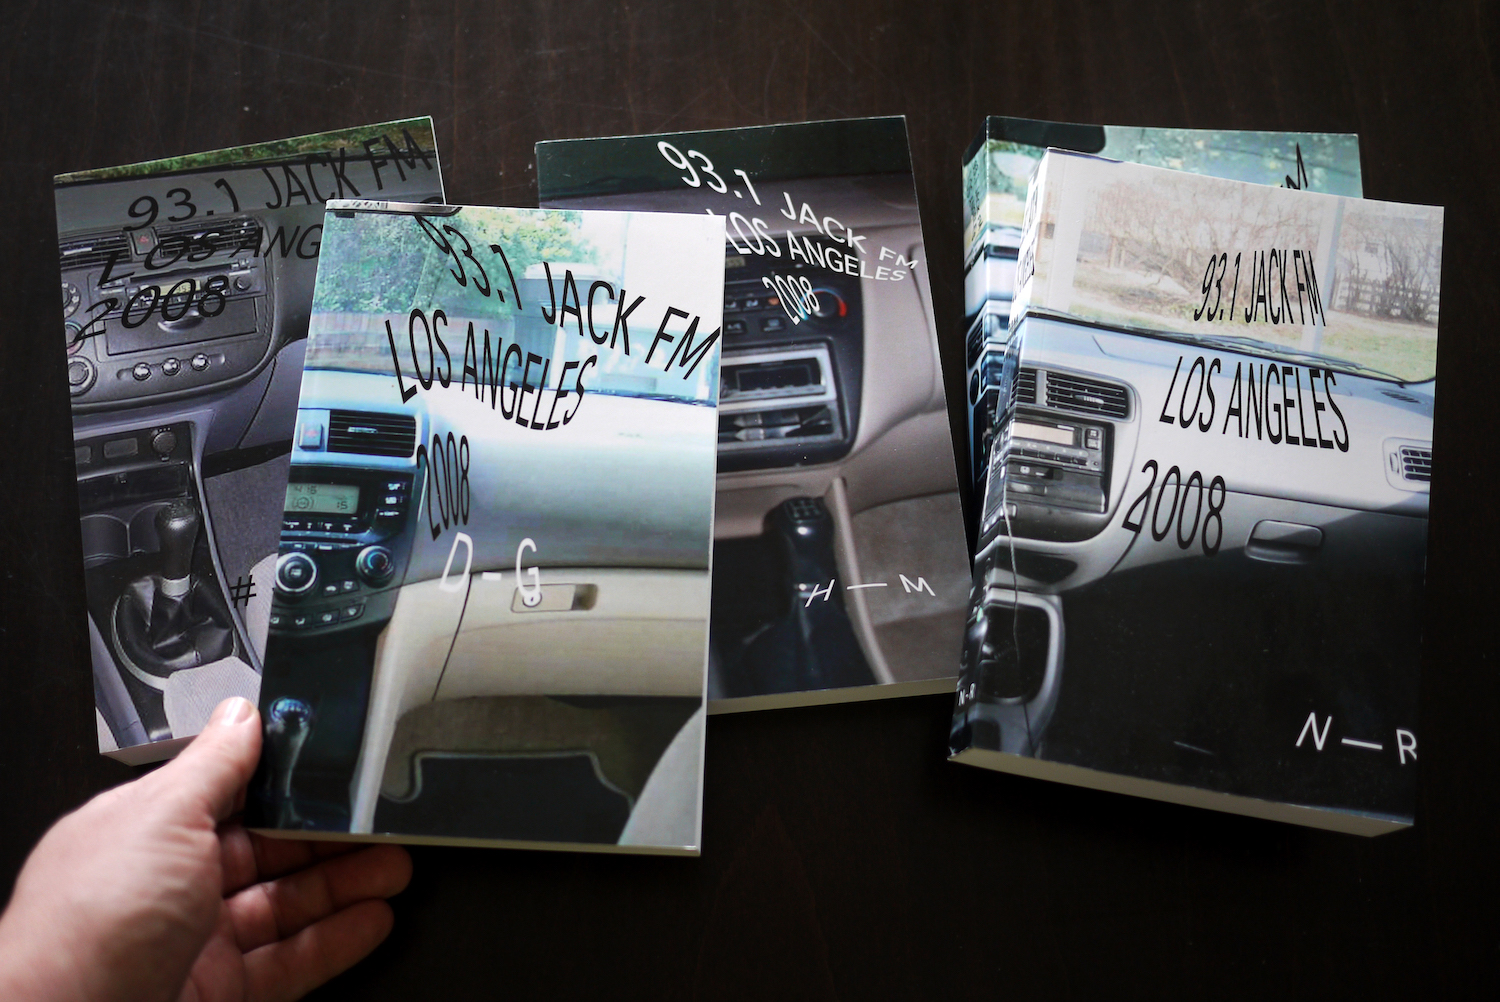 93.1 JACK FM
LOS ANG
2008
#
93.1 JACK FM
LOS ANGELES
2008
D-G
93.1 JACK FM
LOS ANGELES
2008
H — M
M
93.1 JACK FM
LOS ANGELES
2008
N — R
N-R